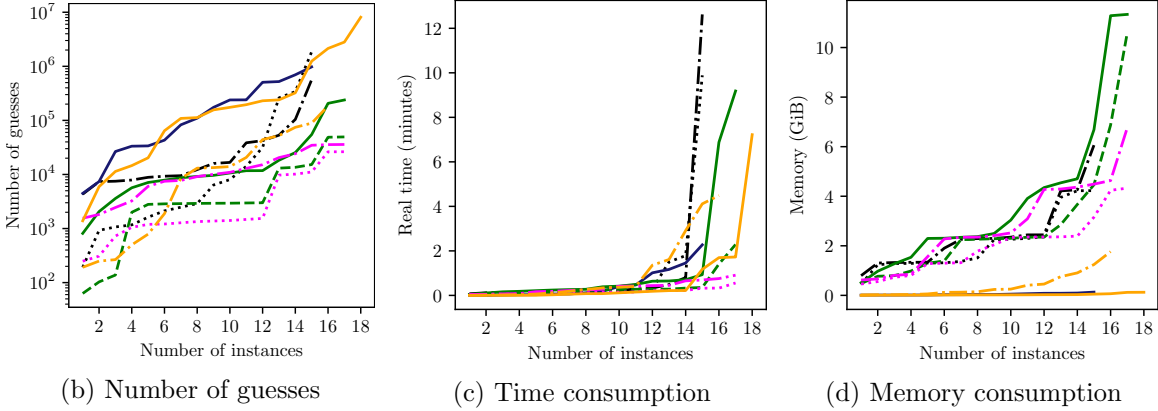 10^7
10^6
10^5
10^4
10^3
10^2
Number of guesses
2 4 6 8 10 12 14 16 18
Number of instances
(b) Number of guesses
12
10
8
6
4
2
0
Real time (minutes)
2 4 6 8 10 12 14 16 18
Number of instances
(c) Time consumption
10
8
6
4
2
0
Memory (GiB)
2 4 6 8 10 12 14 16 18
Number of instances
(d) Memory consumption